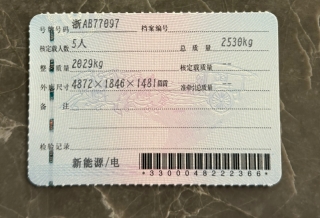 号牌号码 浙AB77097 档案编号
核定载人数 5人 总质量 2530kg
整备质量 2029kg 核定载质量
外廓尺寸 4872×1846×1481mm 准牵引总质量
备注
检验记录
新能源/电
*3300048222366*